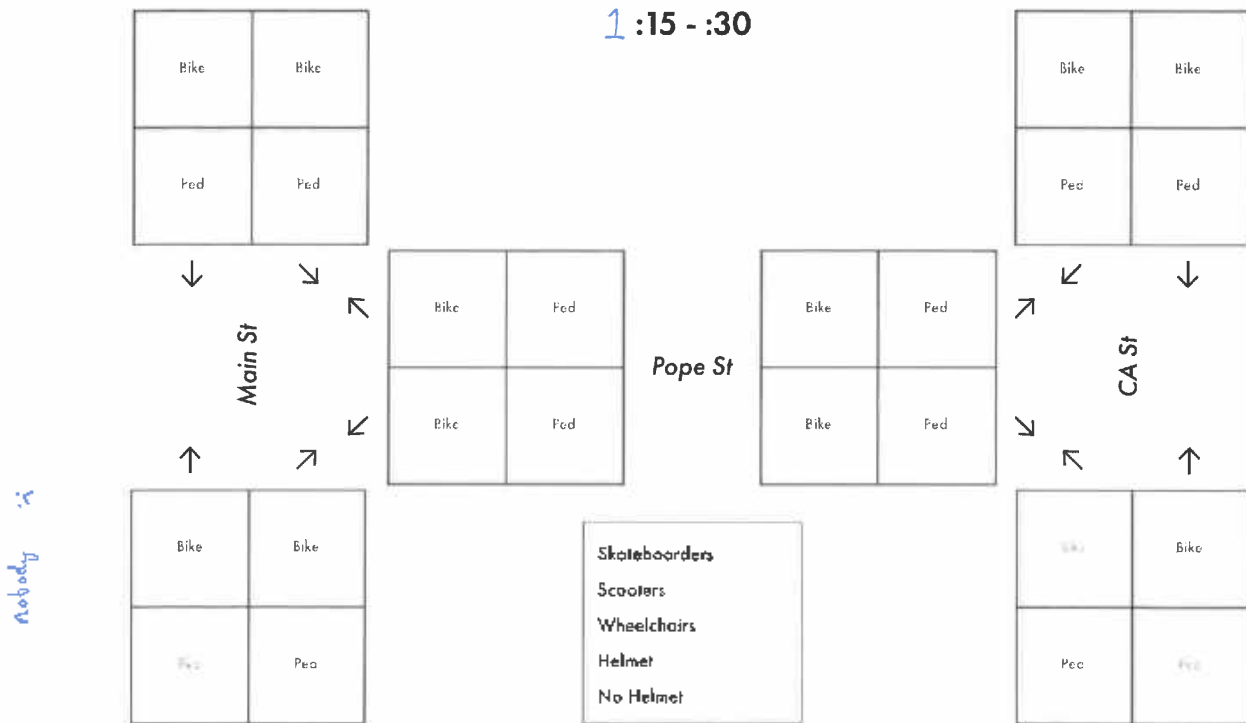 1 :15 - :30
Bike Bike
Ped Ped
Bike Bike
Ped Ped
Bike Ped
Bike Ped
Main St
Pope St
Bike Ped
Bike Ped
CA St
Bike Bike
Ped Ped
nobody :(
Skateboarders
Scooters
Wheelchairs
Helmet
No Helmet
Bike
Ped